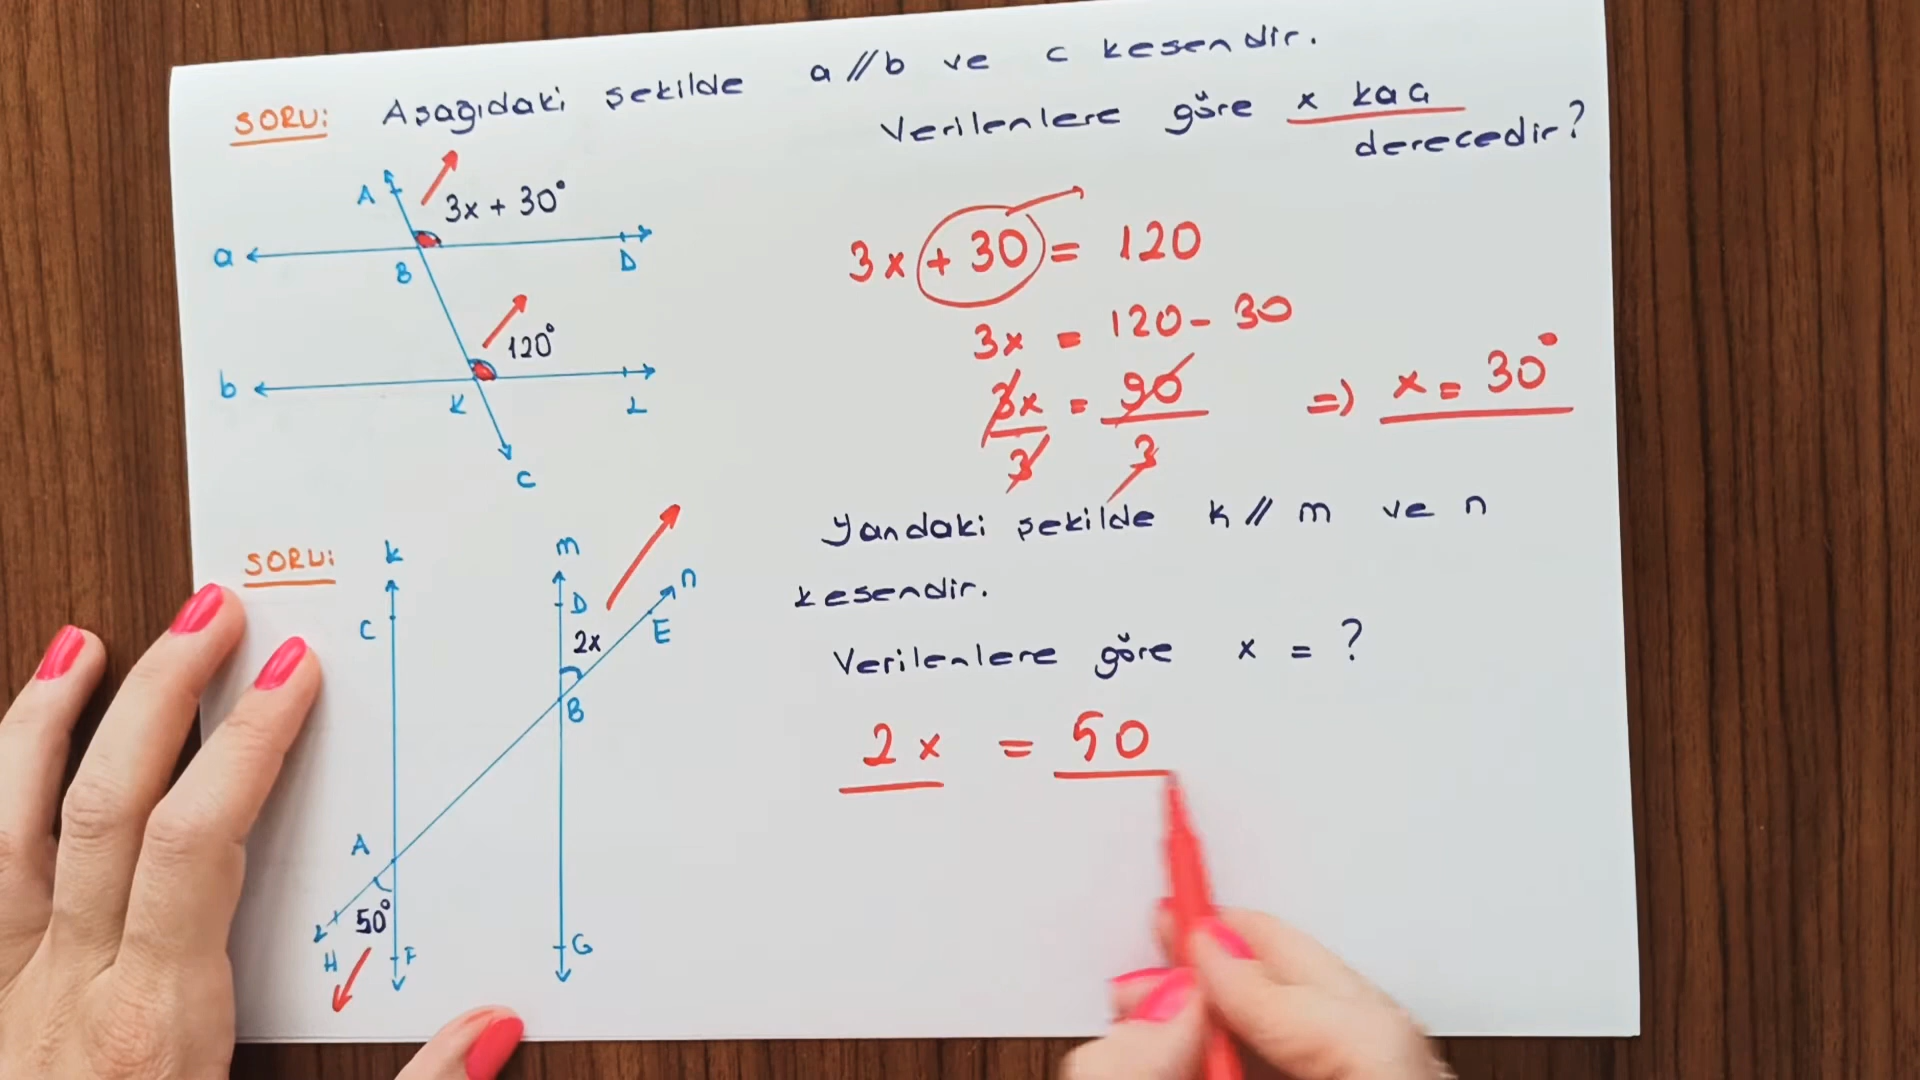 SORU: Aşağıdaki şekilde a // b ve c kesendir.
Verilenlere göre x kaç
derecedir?
A
3x + 30°
a
B
D
120°
b
K
L
C
3x + 30 = 120
3x = 120 - 30
3x = 90
3 3
=) x = 30°
SORU:
Yandaki şekilde k // m ve n
kesendir.
Verilenlere göre x = ?
k
m
n
C
D
2x
E
B
A
50°
H
F
G
2x = 50